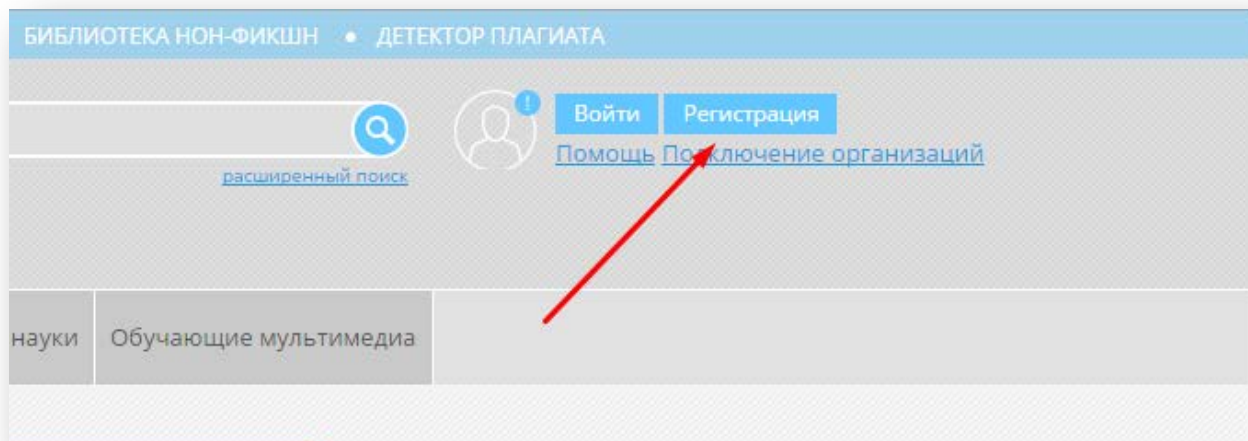 БИБЛИОТЕКА НОН-ФИКШН • ДЕТЕКТОР ПЛАГИАТА
Войти Регистрация
Помощь Подключение организаций
расширенный поиск
науки Обучающие мультимедиа